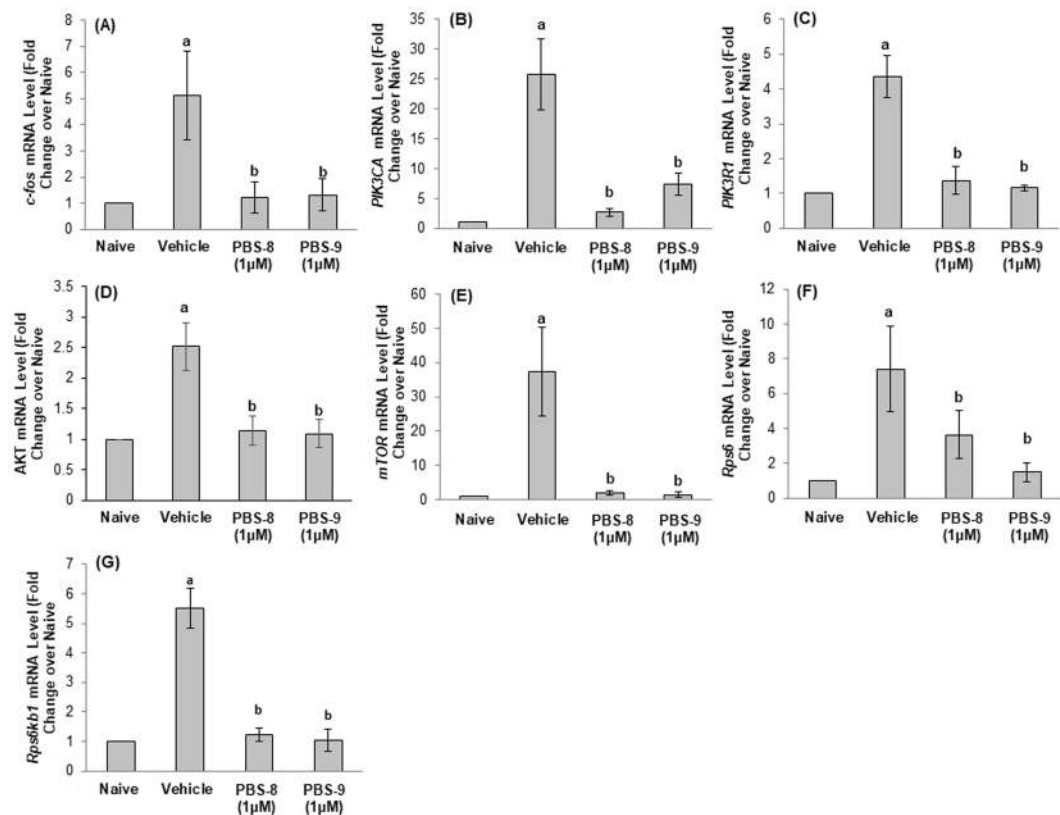 (A)
c-fos mRNA Level (Fold
Change over Naive
8
7
6
5
4
3
2
1
0
a
b
b
Naive Vehicle PBS-8 PBS-9
(1µM) (1µM)
(B)
PIK3CA mRNA Level (Fold
Change over Naive
35
30
25
20
15
10
5
0
a
b
b
Naive Vehicle PBS-8 PBS-9
(1µM) (1µM)
(C)
PIK3R1 mRNA Level (Fold
Change over Naive
6
5
4
3
2
1
0
a
b
b
Naive Vehicle PBS-8 PBS-9
(1µM) (1µM)
(D)
AKT mRNA Level (Fold
Change over Naive
3.5
3
2.5
2
1.5
1
0.5
0
a
b
b
Naive Vehicle PBS-8 PBS-9
(1µM) (1µM)
(E)
mTOR mRNA Level (Fold
Change over Naive
60
50
40
30
20
10
0
a
b
b
Naive Vehicle PBS-8 PBS-9
(1µM) (1µM)
(F)
Rps6 mRNA Level (Fold
Change over Naive
12
10
8
6
4
2
0
a
b
b
Naive Vehicle PBS-8 PBS-9
(1µM) (1µM)
(G)
Rps6kb1 mRNA Level (Fold
Change over Naive
7
6
5
4
3
2
1
0
a
b
b
Naive Vehicle PBS-8 PBS-9
(1µM) (1µM)